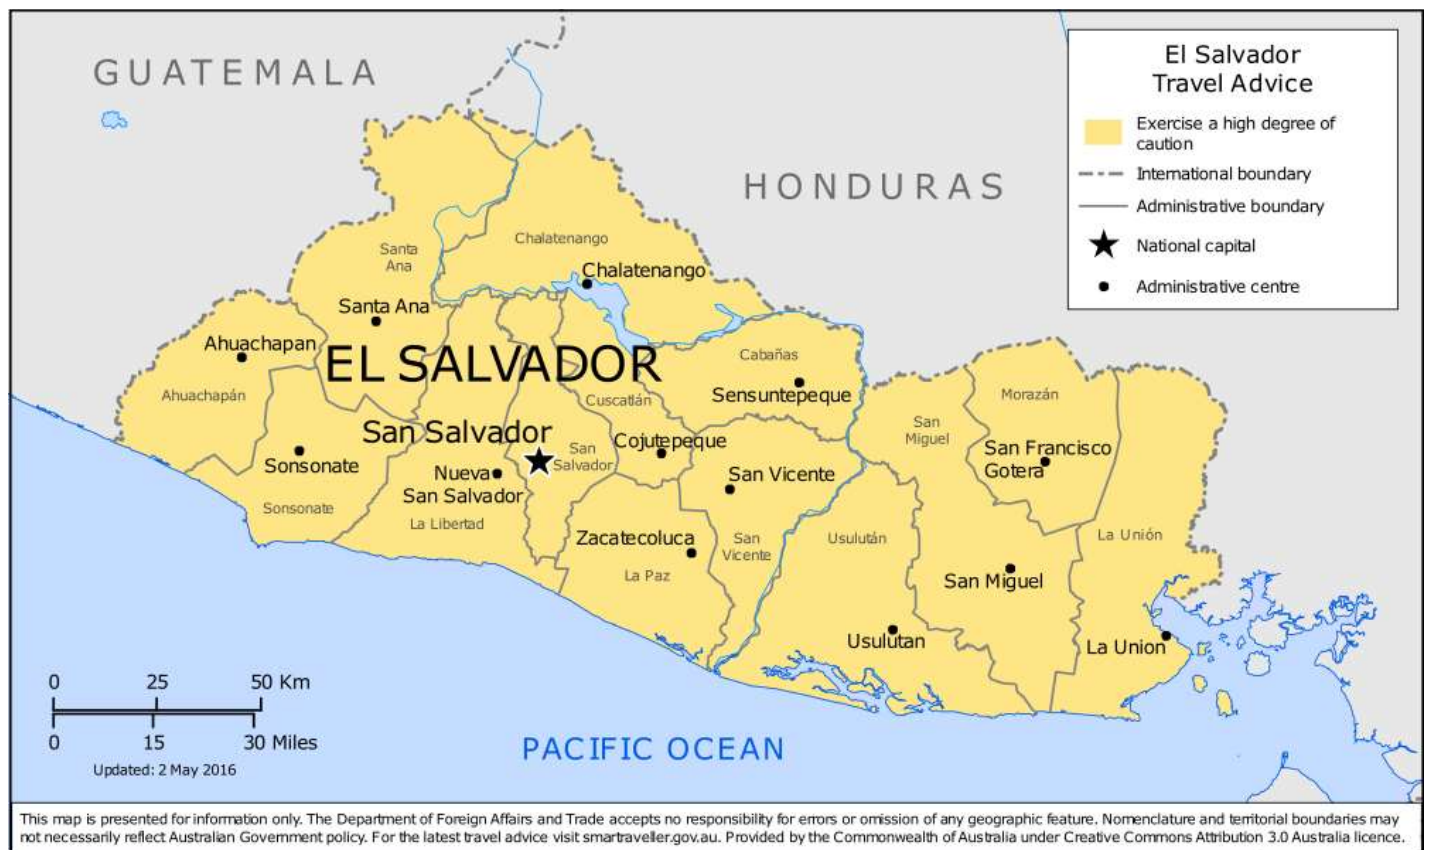 GUATEMALA
HONDURAS
El Salvador
Travel Advice
Exercise a high degree of
caution
International boundary
Administrative boundary
National capital
Administrative centre
Chalatenango
Santa
Ana
Chalatenango
Santa Ana
Ahuachapan
EL SALVADOR
Cabañas
Sensuntepeque
Ahuachapán
Cuscatlán
Morazán
San
Miguel
San Salvador
Cojutepeque
San
Salvador
San Francisco
Gotera
Sonsonate
Nueva
San Salvador
San Vicente
Sonsonate
La Libertad
Zacatecoluca
San
Vicente
Usulután
La Unión
La Paz
San Miguel
Usulutan
La Union
0 25 50 Km
0 15 30 Miles
Updated: 2 May 2016
PACIFIC OCEAN
This map is presented for information only. The Department of Foreign Affairs and Trade accepts no responsibility for errors or omission of any geographic feature. Nomenclature and territorial boundaries may
not necessarily reflect Australian Government policy. For the latest travel advice visit smartraveller.gov.au. Provided by the Commonwealth of Australia under Creative Commons Attribution 3.0 Australia licence.